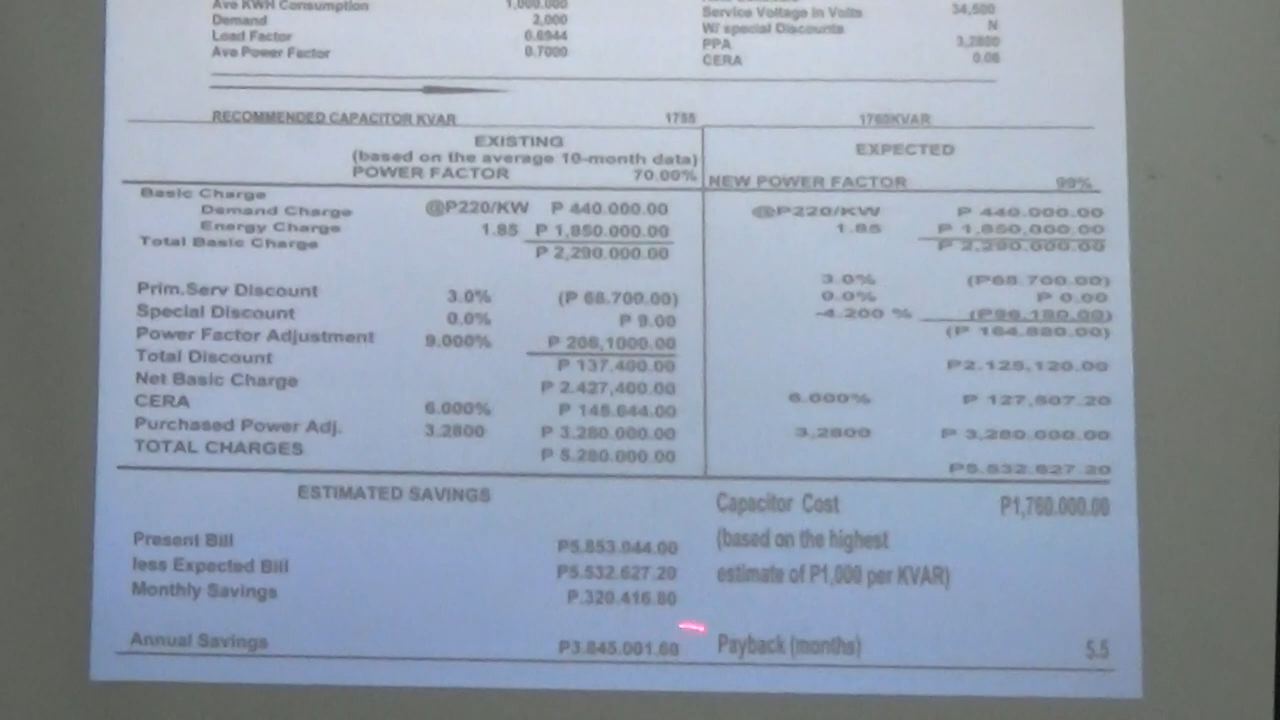 Ave KWH Consumption 1,000.000
Demand 2,000
Load Factor 0.6944
Ave Power Factor 0.7000
Service Voltage in Volts 34,500
W/ special Discounts N
PPA 3,2800
CERA 0.06
RECOMMENDED CAPACITOR KVAR 1755 1760KVAR
EXISTING
(based on the average 10-month data)
POWER FACTOR 70.00%
EXPECTED
NEW POWER FACTOR 99%
Basic Charge
Demand Charge @P220/KW P 440.000.00 @P220/KW P 440.000.00
Energy Charge 1.85 P 1,850.000.00 1.85 P 1,850,000.00
Total Basic Charge P 2,290.000.00 P 2,290.000.00
Prim.Serv Discount 3.0% (P 68.700.00) 3.0% (P68.700.00)
Special Discount 0.0% P 9.00 0.0% P 0.00
Power Factor Adjustment 9.000% P 206,1000.00 -4.200 % (P96.180.00)
Total Discount P 137.400.00 (P 164.880.00)
Net Basic Charge P 2.427,400.00 P2.125,120.00
CERA 6.000% P 145.644.00 6.000% P 127,507.20
Purchased Power Adj. 3.2800 P 3.280.000.00 3,2800 P 3,280.000.00
TOTAL CHARGES P 5.280.000.00 P5.532.627.20
ESTIMATED SAVINGS
Present Bill P5.853.044.00
less Expected Bill P5.532.627.20
Monthly Savings P.320.416.80
Annual Savings P3.845.001.60
Capacitor Cost P1,760.000.00
(based on the highest
estimate of P1,000 per KVAR)
Payback (months) 5.5